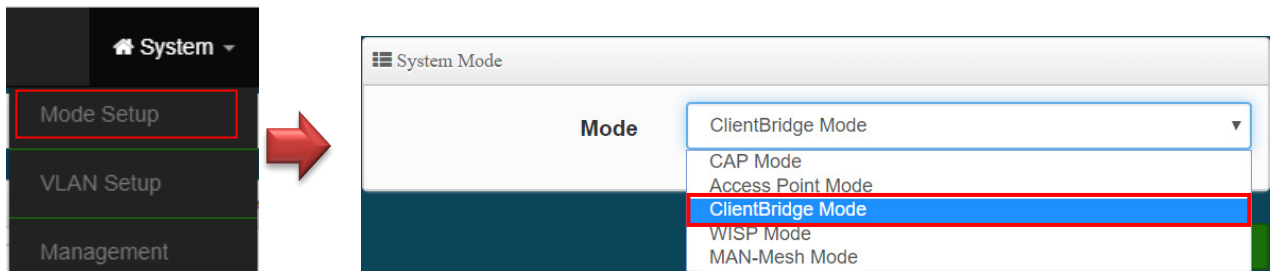 System
Mode Setup
VLAN Setup
Management
System Mode
Mode
ClientBridge Mode
CAP Mode
Access Point Mode
ClientBridge Mode
WISP Mode
MAN-Mesh Mode